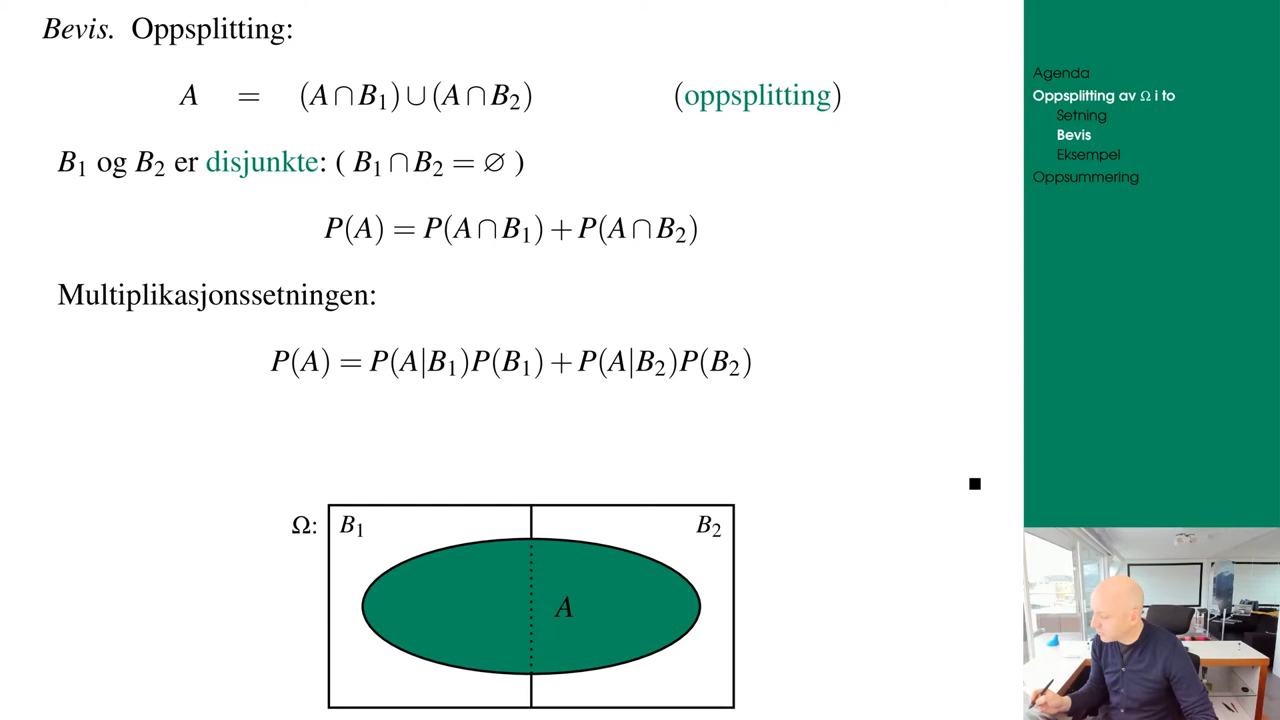 Bevis. Oppsplitting:
A = (A ∩ B₁) ∪ (A ∩ B₂) (oppsplitting)
B₁ og B₂ er disjunkte: ( B₁ ∩ B₂ = ∅ )
P(A) = P(A ∩ B₁) + P(A ∩ B₂)
Multiplikasjonssetningen:
P(A) = P(A|B₁)P(B₁) + P(A|B₂)P(B₂)
Ω: B₁ B₂
A
Agenda
Oppsplitting av Ω i to
Setning
Bevis
Eksempel
Oppsummering